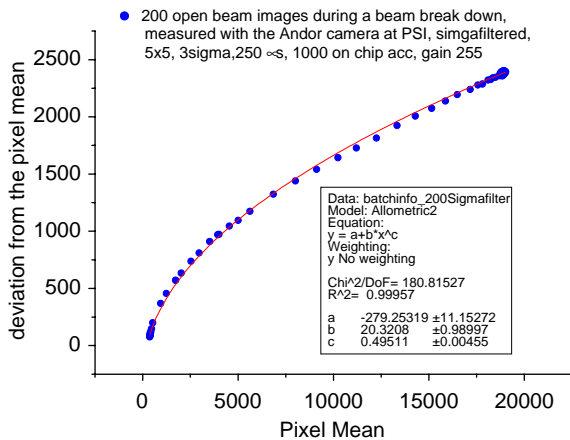 200 open beam images during a beam break down,
measured with the Andor camera at PSI, simgafiltered,
5x5, 3sigma,250 ∝s, 1000 on chip acc, gain 255
deviation from the pixel mean
2500
2000
1500
1000
500
0
Data: batchinfo_200Sigmafilter
Model: Allometric2
Equation:
y = a+b*x^c
Weighting:
y No weighting
Chi^2/DoF= 180.81527
R^2= 0.99957
a -279.25319 ±11.15272
b 20.3208 ±0.98997
c 0.49511 ±0.00455
0 5000 10000 15000 20000
Pixel Mean